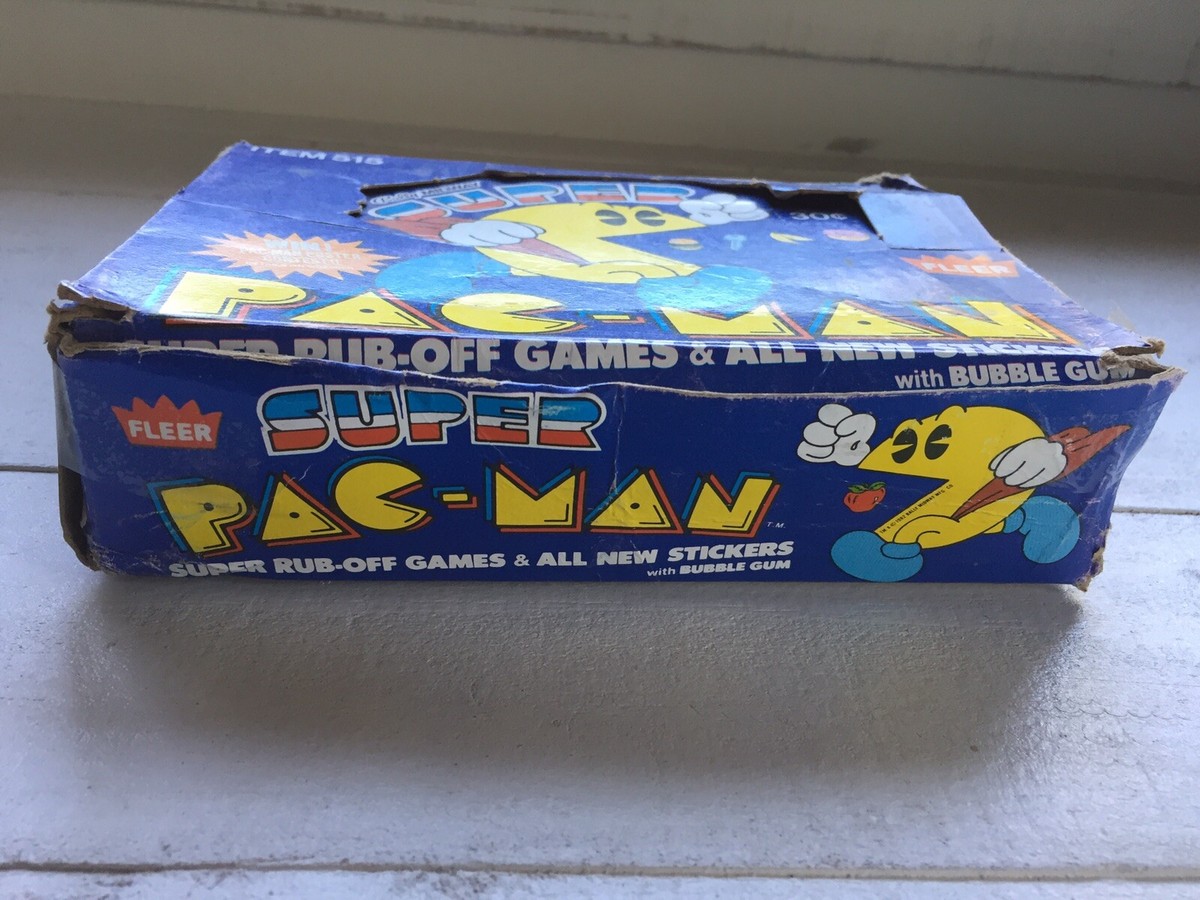 ITEM 515
SUPER
30¢
FLEER
PAC-MAN
SUPER RUB-OFF GAMES & ALL NEW STICKERS
with BUBBLE GUM
FLEER
SUPER
PAC-MAN
T.M.
SUPER RUB-OFF GAMES & ALL NEW STICKERS
with BUBBLE GUM